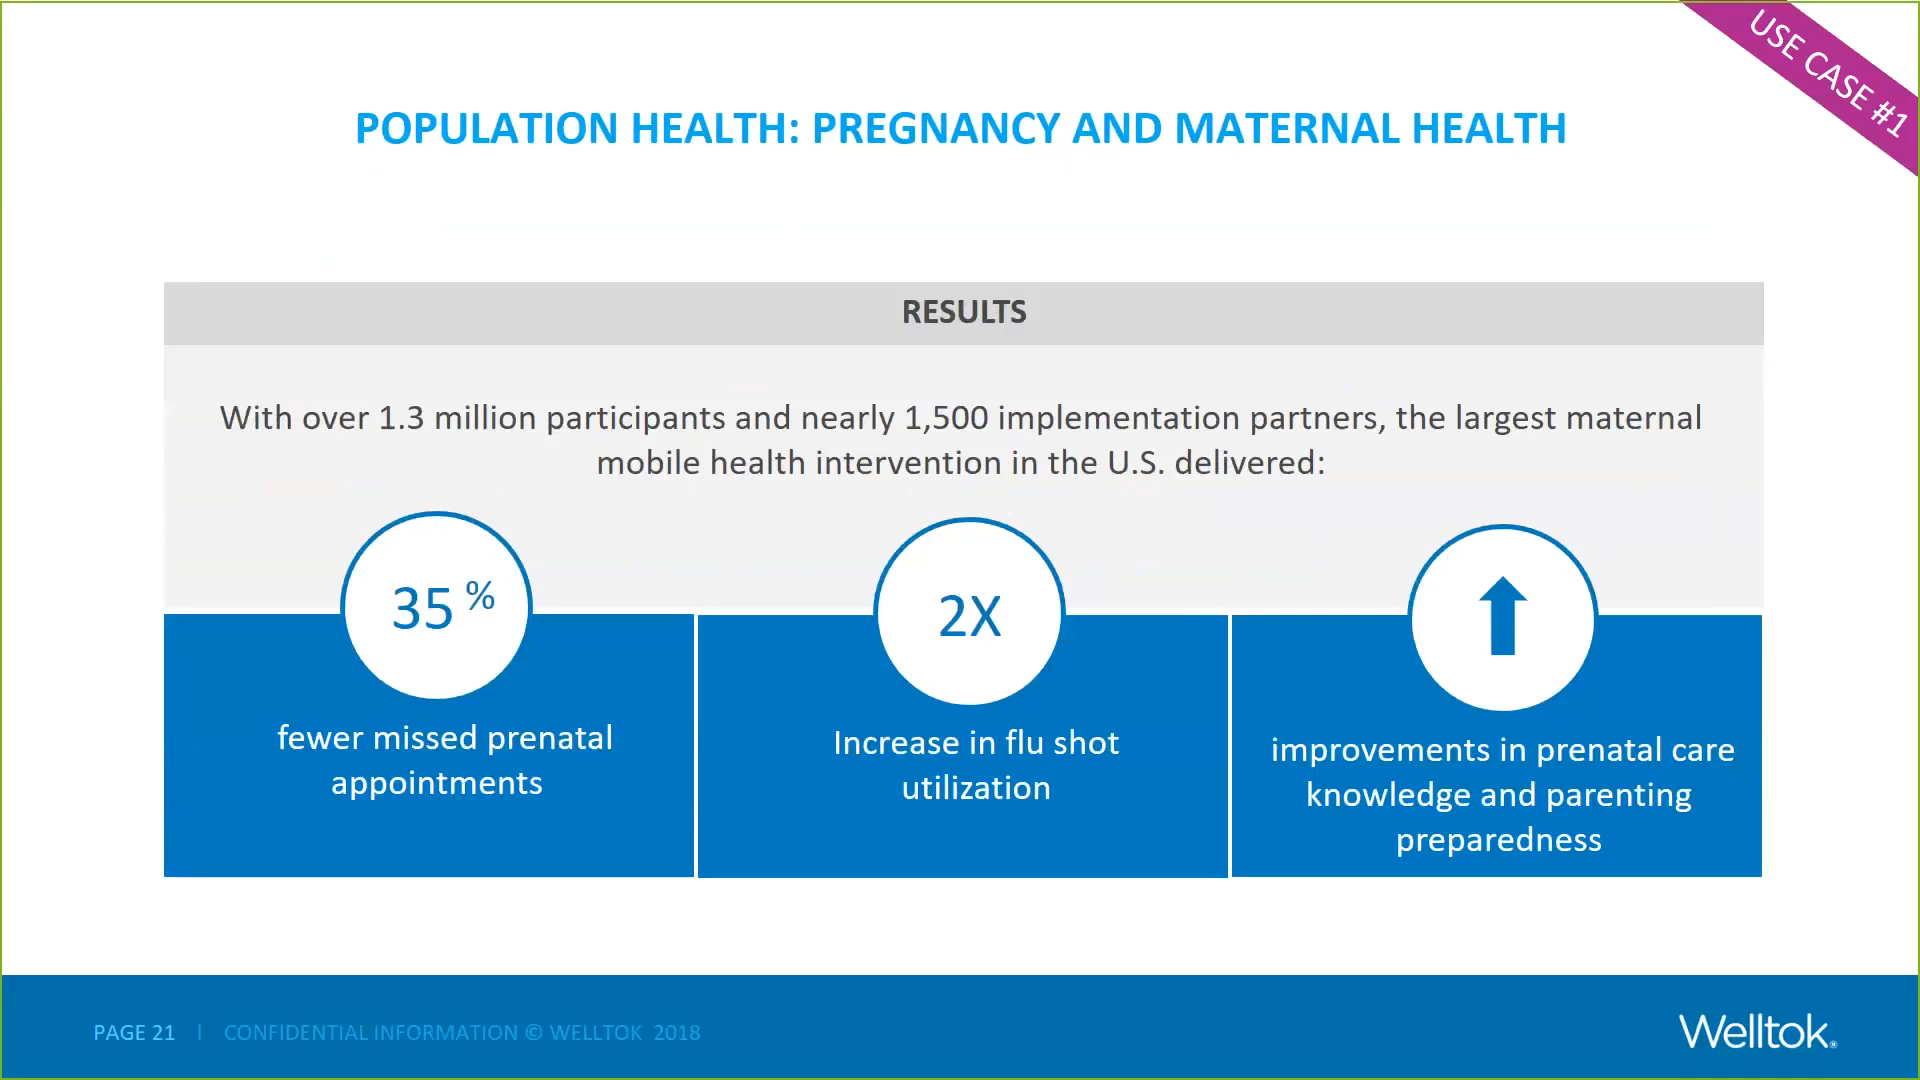 USE CASE #1
POPULATION HEALTH: PREGNANCY AND MATERNAL HEALTH
RESULTS
With over 1.3 million participants and nearly 1,500 implementation partners, the largest maternal
mobile health intervention in the U.S. delivered:
35 %
fewer missed prenatal
appointments
2X
Increase in flu shot
utilization
improvements in prenatal care
knowledge and parenting
preparedness
PAGE 21 | CONFIDENTIAL INFORMATION © WELLTOK 2018
Welltok®